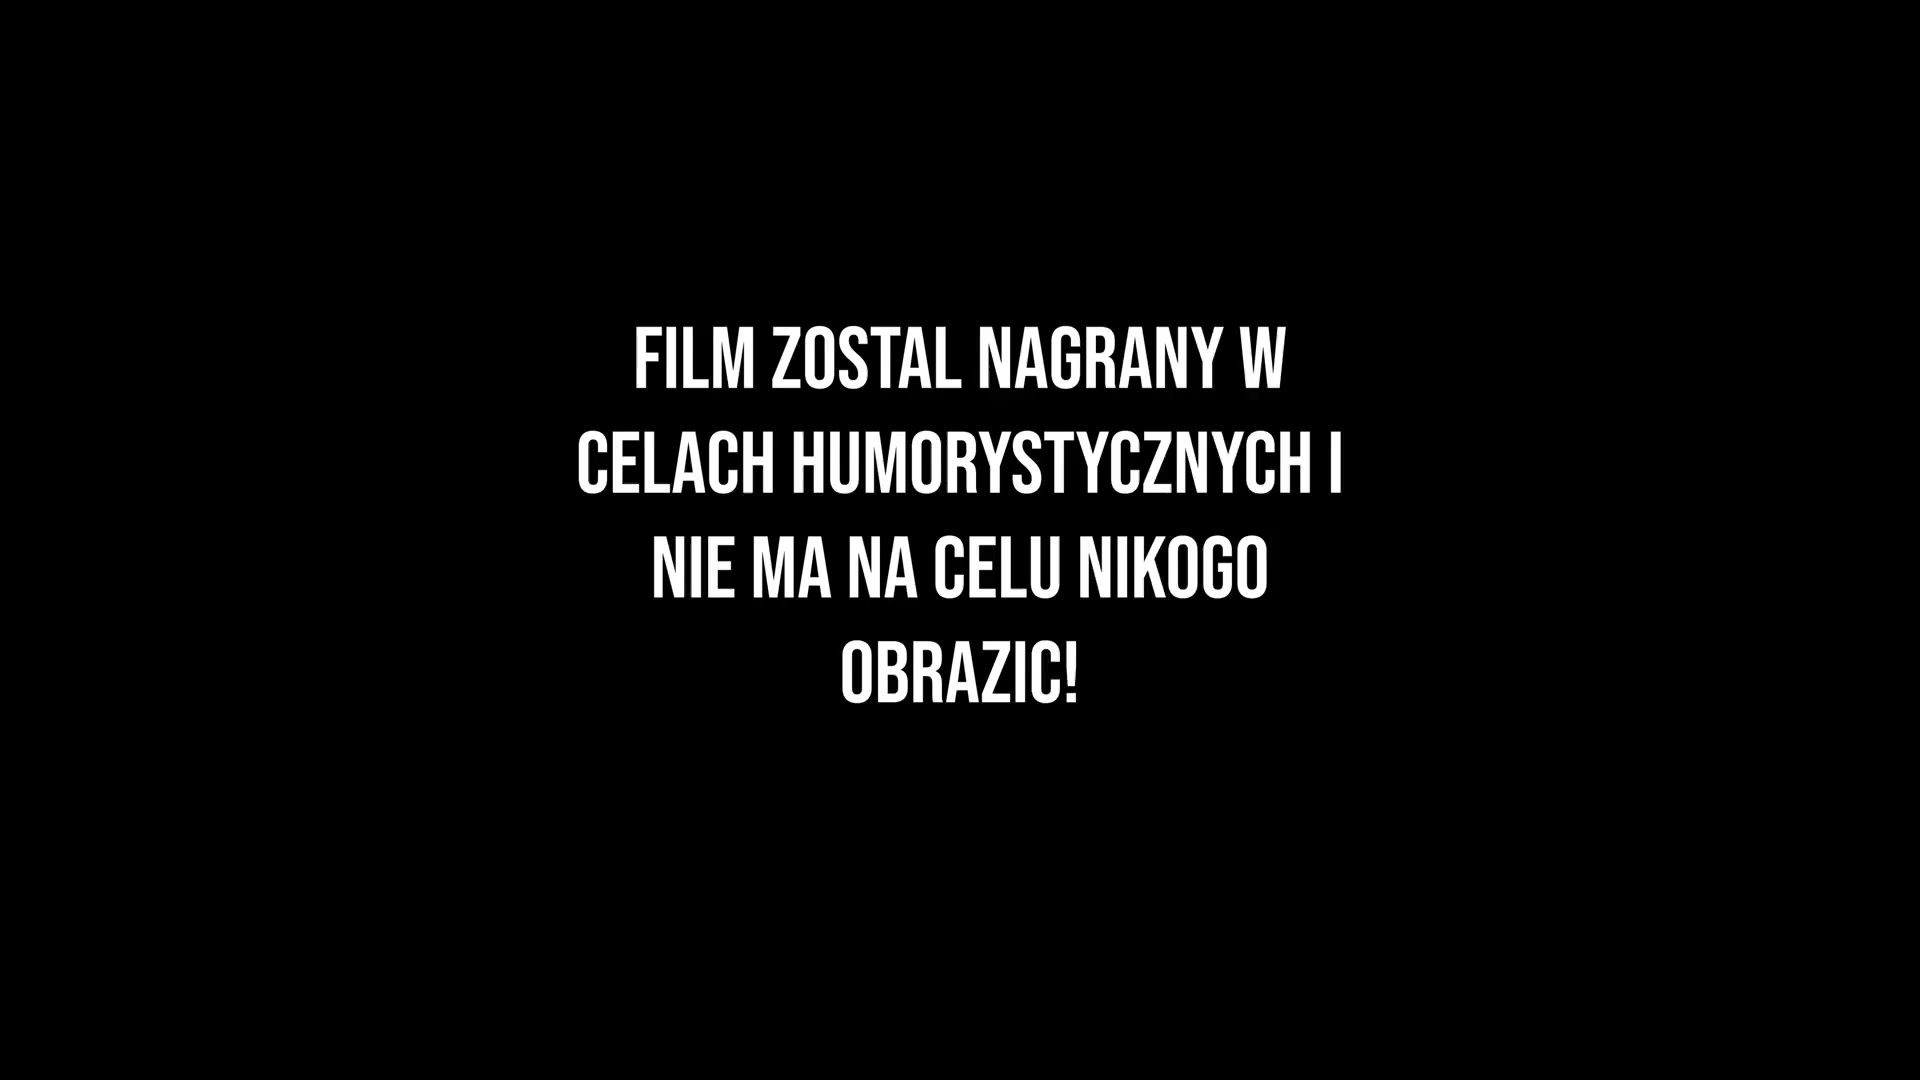 FILM ZOSTAL NAGRANY W
CELACH HUMORYSTYCZNYCH I
NIE MA NA CELU NIKOGO
OBRAZIC!